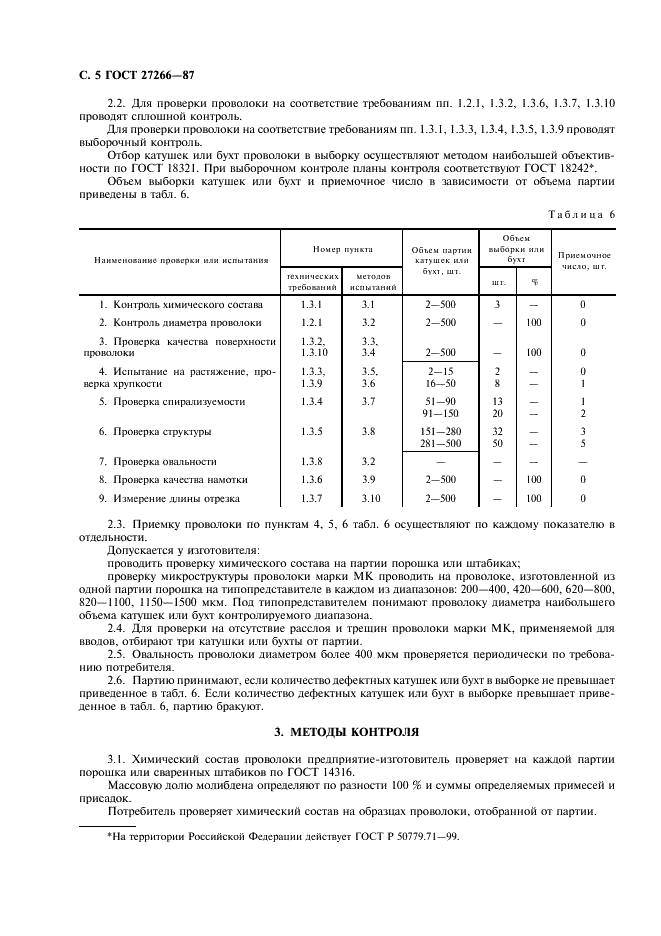 С. 5 ГОСТ 27266—87
2.2. Для проверки проволоки на соответствие требованиям пп. 1.2.1, 1.3.2, 1.3.6, 1.3.7, 1.3.10
проводят сплошной контроль.
Для проверки проволоки на соответствие требованиям пп. 1.3.1, 1.3.3, 1.3.4, 1.3.5, 1.3.9 проводят
выборочный контроль.
Отбор катушек или бухт проволоки в выборку осуществляют методом наибольшей объектив-
ности по ГОСТ 18321. При выборочном контроле планы контроля соответствуют ГОСТ 18242*.
Объем выборки катушек или бухт и приемочное число в зависимости от объема партии
приведены в табл. 6.
Таблица 6
Наименование проверки или испытания
Номер пункта
технических
требований
методов
испытаний
Объем партии
катушек или
бухт, шт.
Объем
выборки или
бухт
шт.
%
Приемочное
число, шт.
1. Контроль химического состава 1.3.1 3.1 2—500 3 — 0
2. Контроль диаметра проволоки 1.2.1 3.2 2—500 — 100 0
3. Проверка качества поверхности 1.3.2, 3.3,
проволоки 1.3.10 3.4 2—500 — 100 0
4. Испытание на растяжение, про- 1.3.3, 3.5, 2—15 2 — 0
верка хрупкости 1.3.9 3.6 16—50 8 — 1
5. Проверка спирализуемости 1.3.4 3.7 51—90 13 — 1
91—150 20 — 2
6. Проверка структуры 1.3.5 3.8 151—280 32 — 3
281—500 50 — 5
7. Проверка овальности 1.3.8 3.2 — — — —
8. Проверка качества намотки 1.3.6 3.9 2—500 — 100 0
9. Измерение длины отрезка 1.3.7 3.10 2—500 — 100 0
2.3. Приемку проволоки по пунктам 4, 5, 6 табл. 6 осуществляют по каждому показателю в
отдельности.
Допускается у изготовителя:
проводить проверку химического состава на партии порошка или штабиках;
проверку микроструктуры проволоки марки МК проводить на проволоке, изготовленной из
одной партии порошка на типопредставителе в каждом из диапазонов: 200—400, 420—600, 620—800,
820—1100, 1150—1500 мкм. Под типопредставителем понимают проволоку диаметра наибольшего
объема катушек или бухт контролируемого диапазона.
2.4. Для проверки на отсутствие расслоя и трещин проволоки марки МК, применяемой для
вводов, отбирают три катушки или бухты от партии.
2.5. Овальность проволоки диаметром более 400 мкм проверяется периодически по требова-
нию потребителя.
2.6. Партию принимают, если количество дефектных катушек или бухт в выборке не превышает
приведенное в табл. 6. Если количество дефектных катушек или бухт в выборке превышает приве-
денное в табл. 6, партию бракуют.
3. МЕТОДЫ КОНТРОЛЯ
3.1. Химический состав проволоки предприятие-изготовитель проверяет на каждой партии
порошка или сваренных штабиков по ГОСТ 14316.
Массовую долю молибдена определяют по разности 100 % и суммы определяемых примесей и
присадок.
Потребитель проверяет химический состав на образцах проволоки, отобранной от партии.
*На территории Российской Федерации действует ГОСТ Р 50779.71—99.